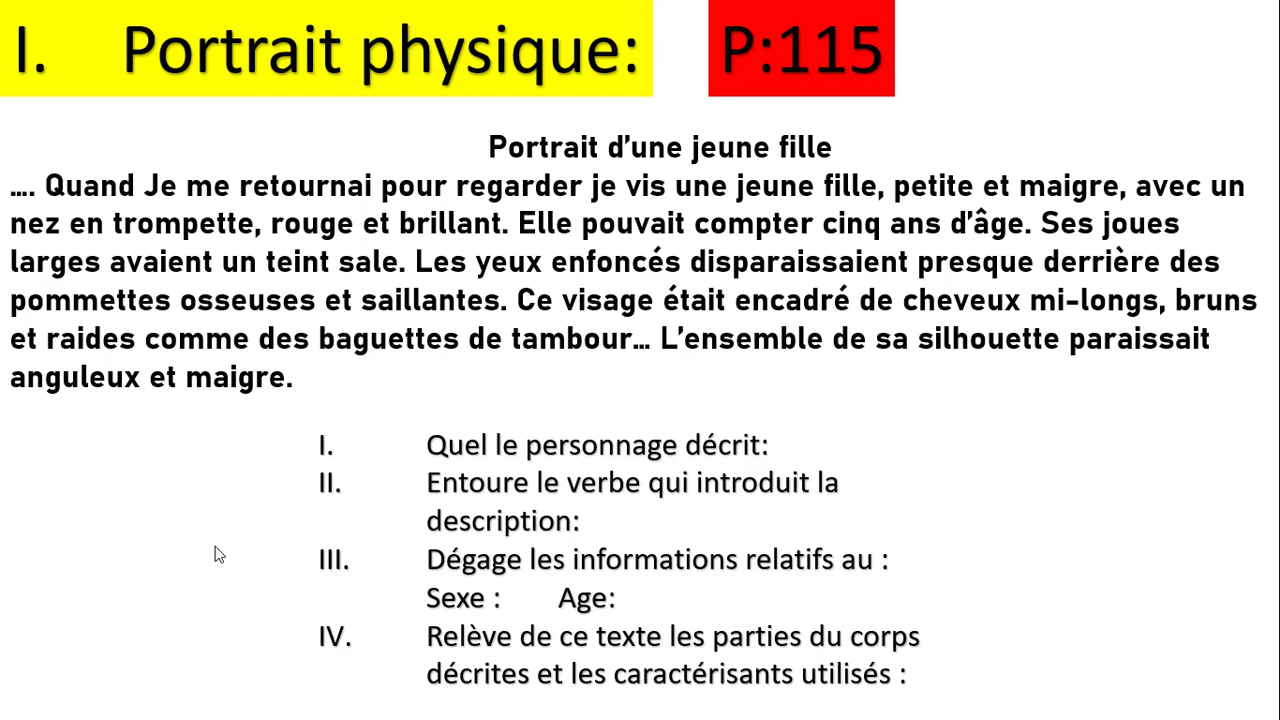 I. Portrait physique: P:115
Portrait d’une jeune fille
.... Quand Je me retournai pour regarder je vis une jeune fille, petite et maigre, avec un
nez en trompette, rouge et brillant. Elle pouvait compter cinq ans d’âge. Ses joues
larges avaient un teint sale. Les yeux enfoncés disparaissaient presque derrière des
pommettes osseuses et saillantes. Ce visage était encadré de cheveux mi-longs, bruns
et raides comme des baguettes de tambour... L’ensemble de sa silhouette paraissait
anguleux et maigre.
I. Quel le personnage décrit:
II. Entoure le verbe qui introduit la
description:
III. Dégage les informations relatifs au :
Sexe : Age:
IV. Relève de ce texte les parties du corps
décrites et les caractérisants utilisés :